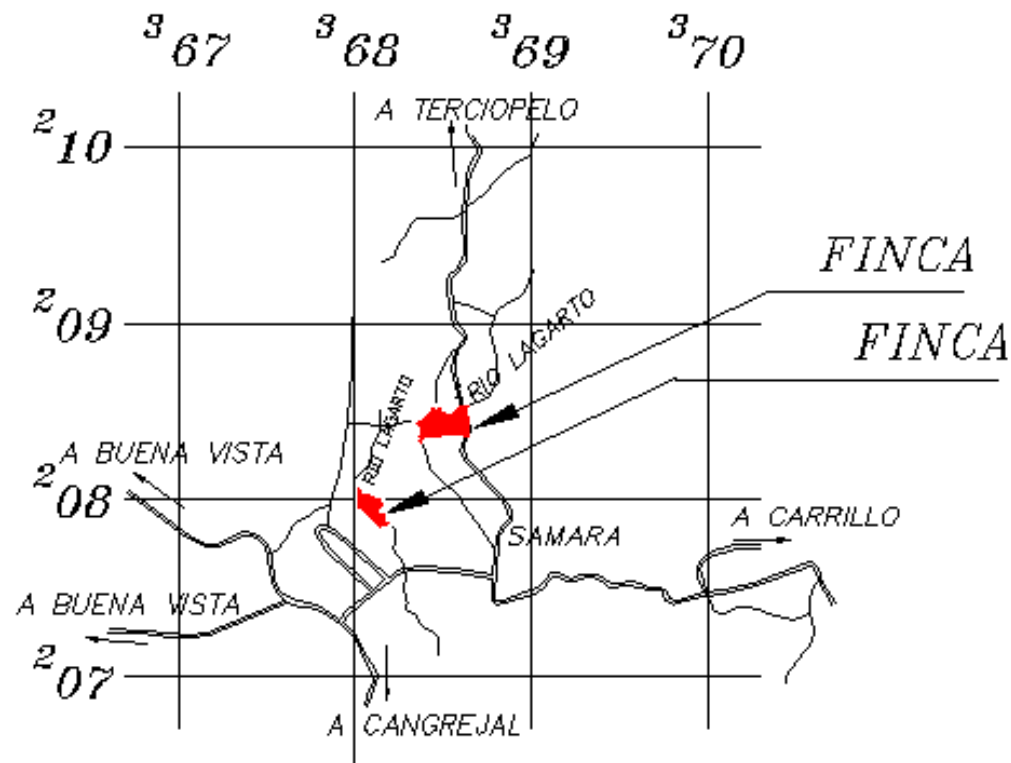 ³67 ³68 ³69 ³70
A TERCIOPELO
²10
FINCA
²09
RIO LAGARTO
FINCA
RIO LAGARTO
A BUENA VISTA
²08
A CARRILLO
SAMARA
A BUENA VISTA
²07
A CANGREJAL